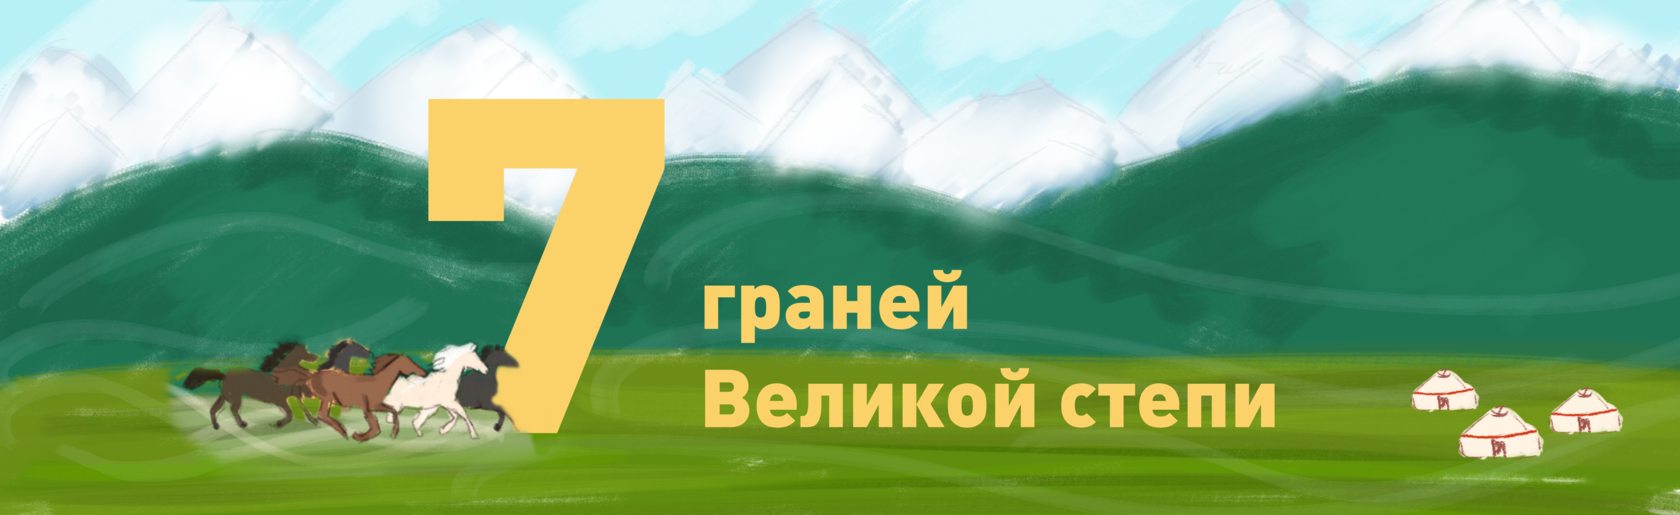 7
граней
Великой степи